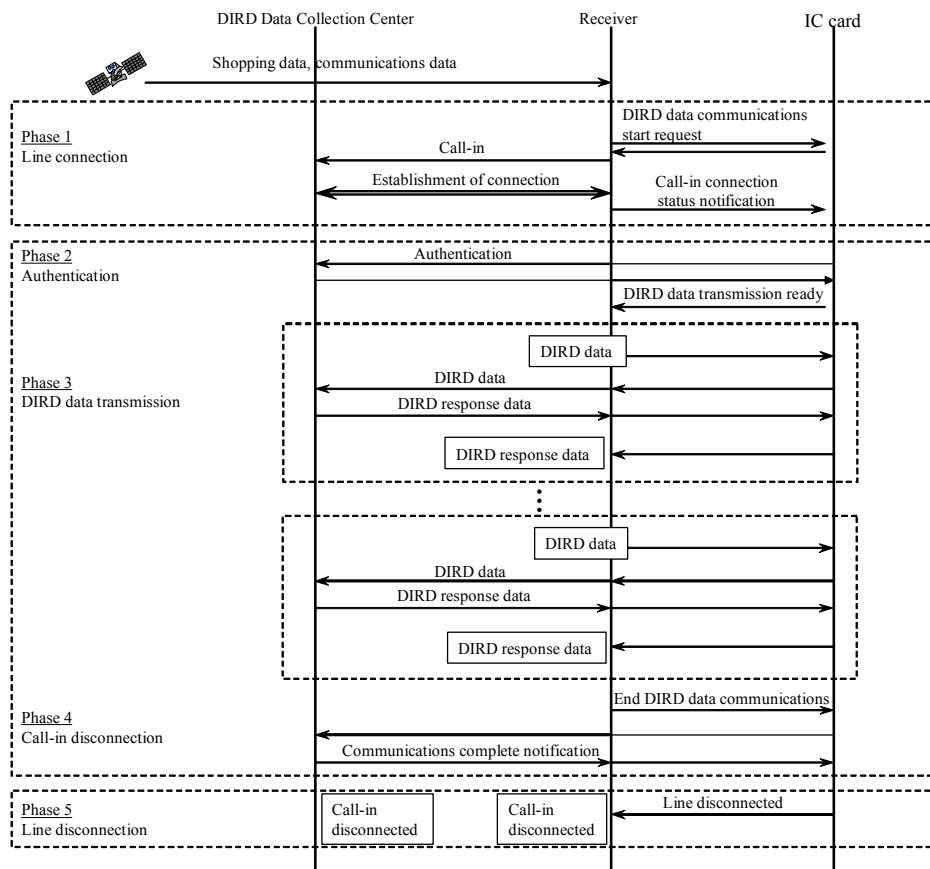 DIRD Data Collection Center
Receiver
IC card
Shopping data, communications data
Phase 1
Line connection
DIRD data communications
start request
Call-in
Establishment of connection
Call-in connection
status notification
Phase 2
Authentication
Authentication
DIRD data transmission ready
DIRD data
Phase 3
DIRD data transmission
DIRD data
DIRD response data
DIRD response data
DIRD data
DIRD data
DIRD response data
DIRD response data
End DIRD data communications
Phase 4
Call-in disconnection
Communications complete notification
Phase 5
Line disconnection
Call-in
disconnected
Call-in
disconnected
Line disconnected